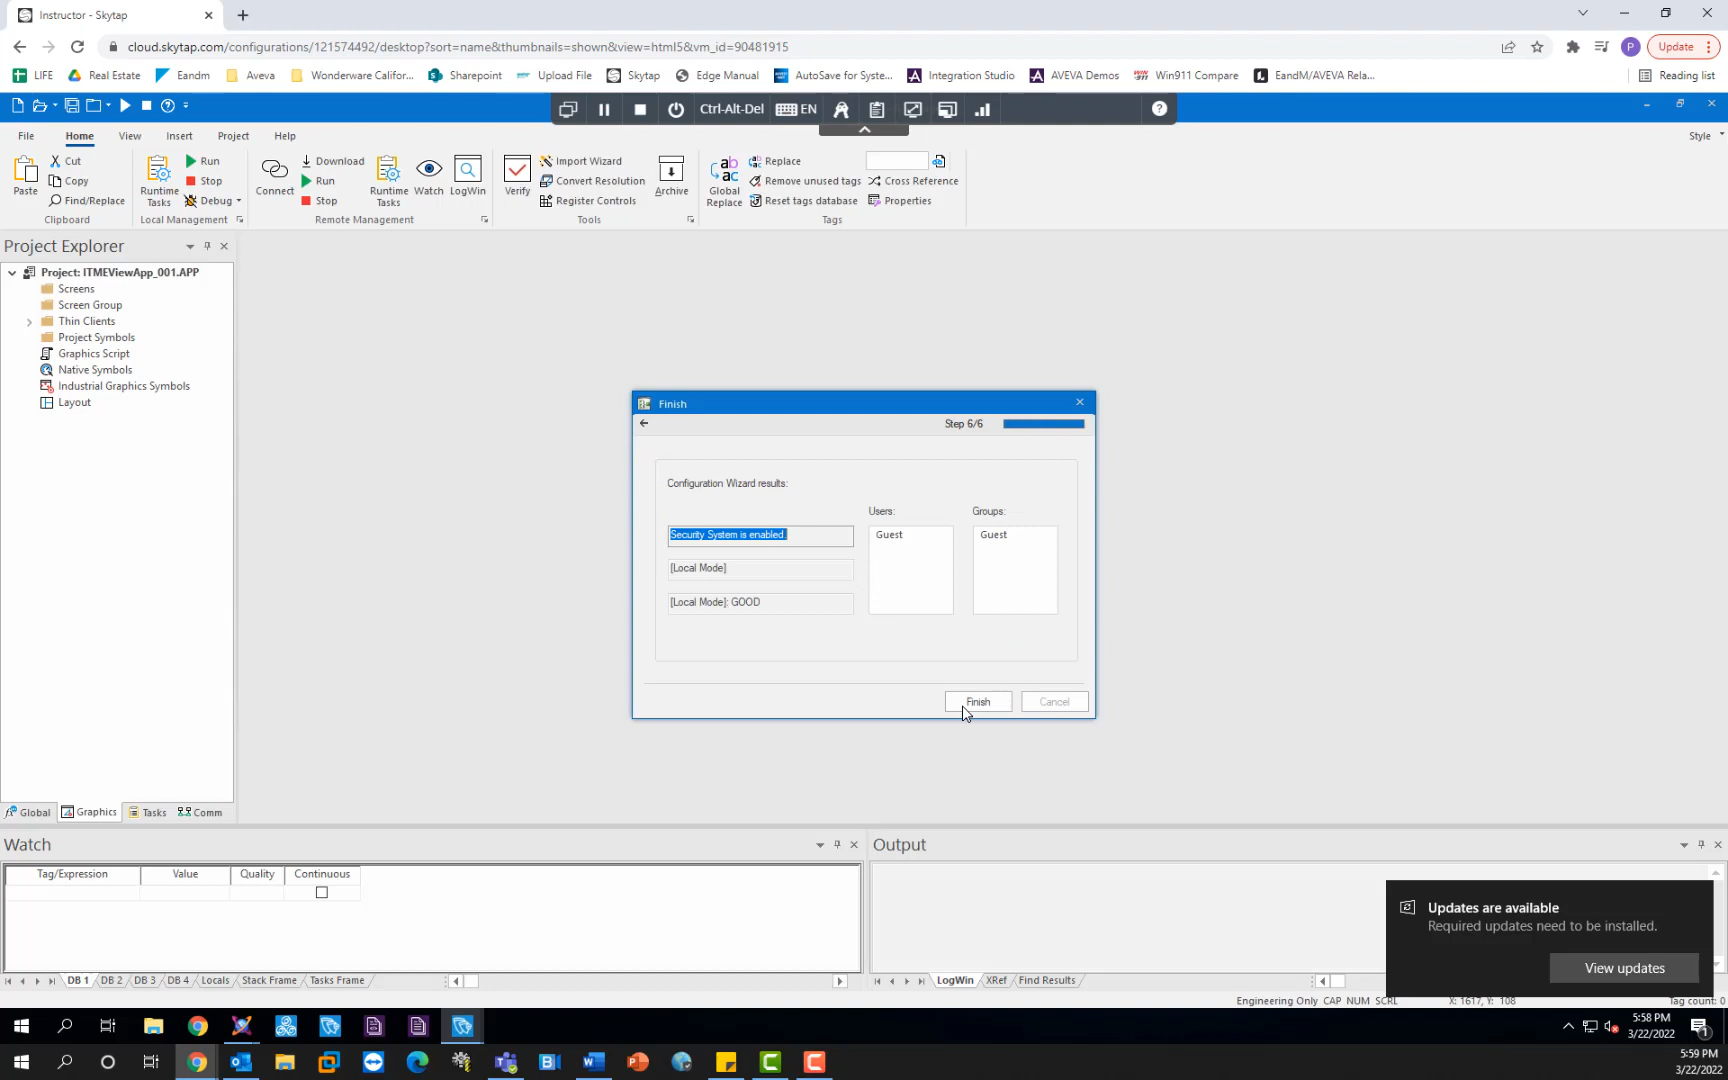 Instructor - Skytap
cloud.skytap.com/configurations/121574492/desktop?sort=name&thumbnails=shown&view=html5&vm_id=90481915
P
Update
LIFE
Real Estate
Eandm
Aveva
Wonderware Califor...
Sharepoint
Upload File
Skytap
Edge Manual
AutoSave for Syste...
Integration Studio
AVEVA Demos
Win911 Compare
EandM/AVEVA Rela...
Reading list
Ctrl-Alt-Del
EN
File
Home
View
Insert
Project
Help
Style
Paste
Cut
Copy
Find/Replace
Clipboard
Runtime Tasks
Run
Stop
Debug
Local Management
Connect
Download
Run
Stop
Runtime Tasks
Watch
LogWin
Remote Management
Verify
Import Wizard
Convert Resolution
Register Controls
Archive
Tools
Global Replace
Replace
Remove unused tags
Reset tags database
Cross Reference
Properties
Tags
Project Explorer
Project: ITMEViewApp_001.APP
Screens
Screen Group
Thin Clients
Project Symbols
Graphics Script
Native Symbols
Industrial Graphics Symbols
Layout
Global
Graphics
Tasks
Comm
Finish
Step 6/6
Configuration Wizard results:
Users:
Groups:
Security System is enabled.
Guest
Guest
[Local Mode]
[Local Mode]: GOOD
Finish
Cancel
Watch
Tag/Expression
Value
Quality
Continuous
DB 1
DB 2
DB 3
DB 4
Locals
Stack Frame
Tasks Frame
Output
LogWin
XRef
Find Results
Updates are available
Required updates need to be installed.
View updates
Engineering Only CAP NUM SCRL
X: 1617, Y: 108
Tag count: 0
5:58 PM
3/22/2022
5:59 PM
3/22/2022